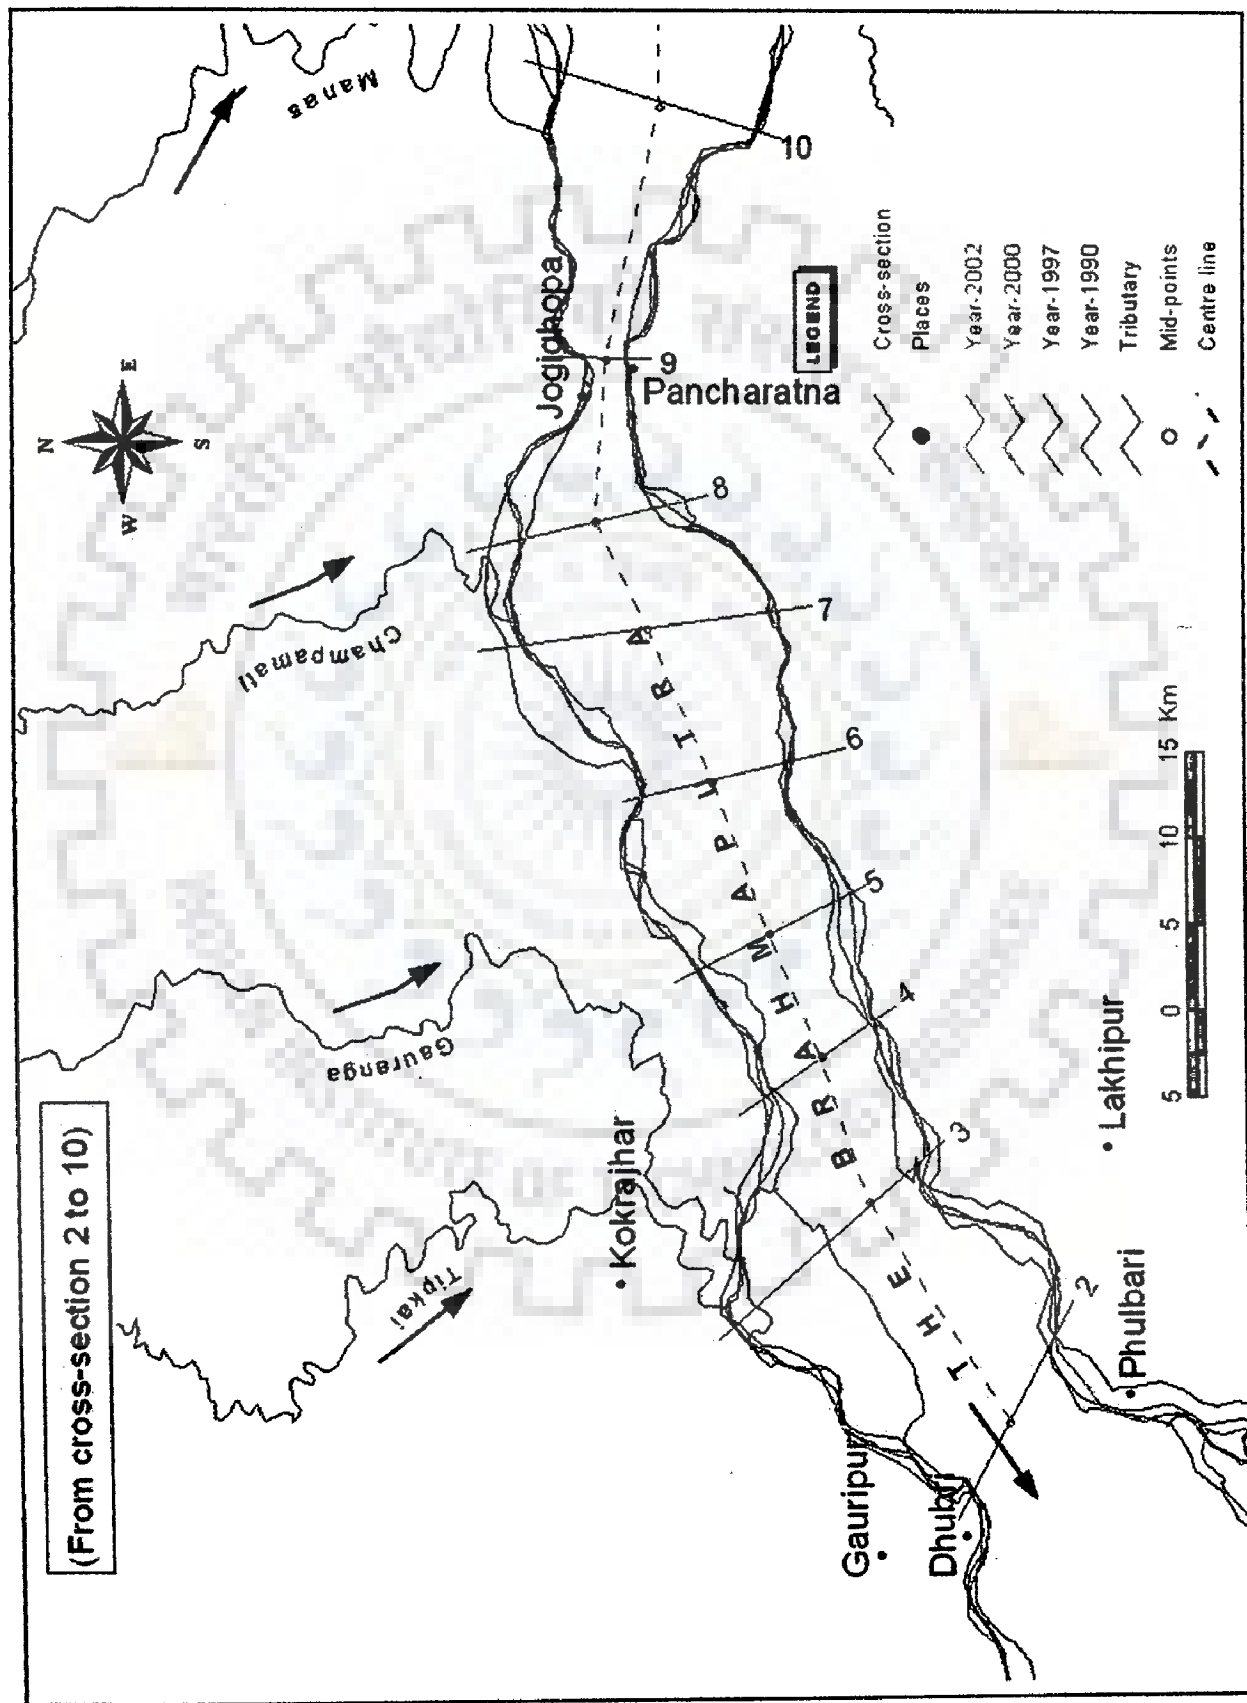 (From cross-section 2 to 10)
N
W
E
S
Manas
Champamati
Gauranga
Tipkai
Kokrajhar
Jogighopa
Pancharatna
Gauripur
Dhubri
Phulbari
Lakhipur
THE BRAHMAPUTRA
2
3
4
5
6
7
8
9
10
LEGEND
Cross-section
Places
Year-2002
Year-2000
Year-1997
Year-1990
Tributary
Mid-points
Centre line
5 0 5 10 15 Km